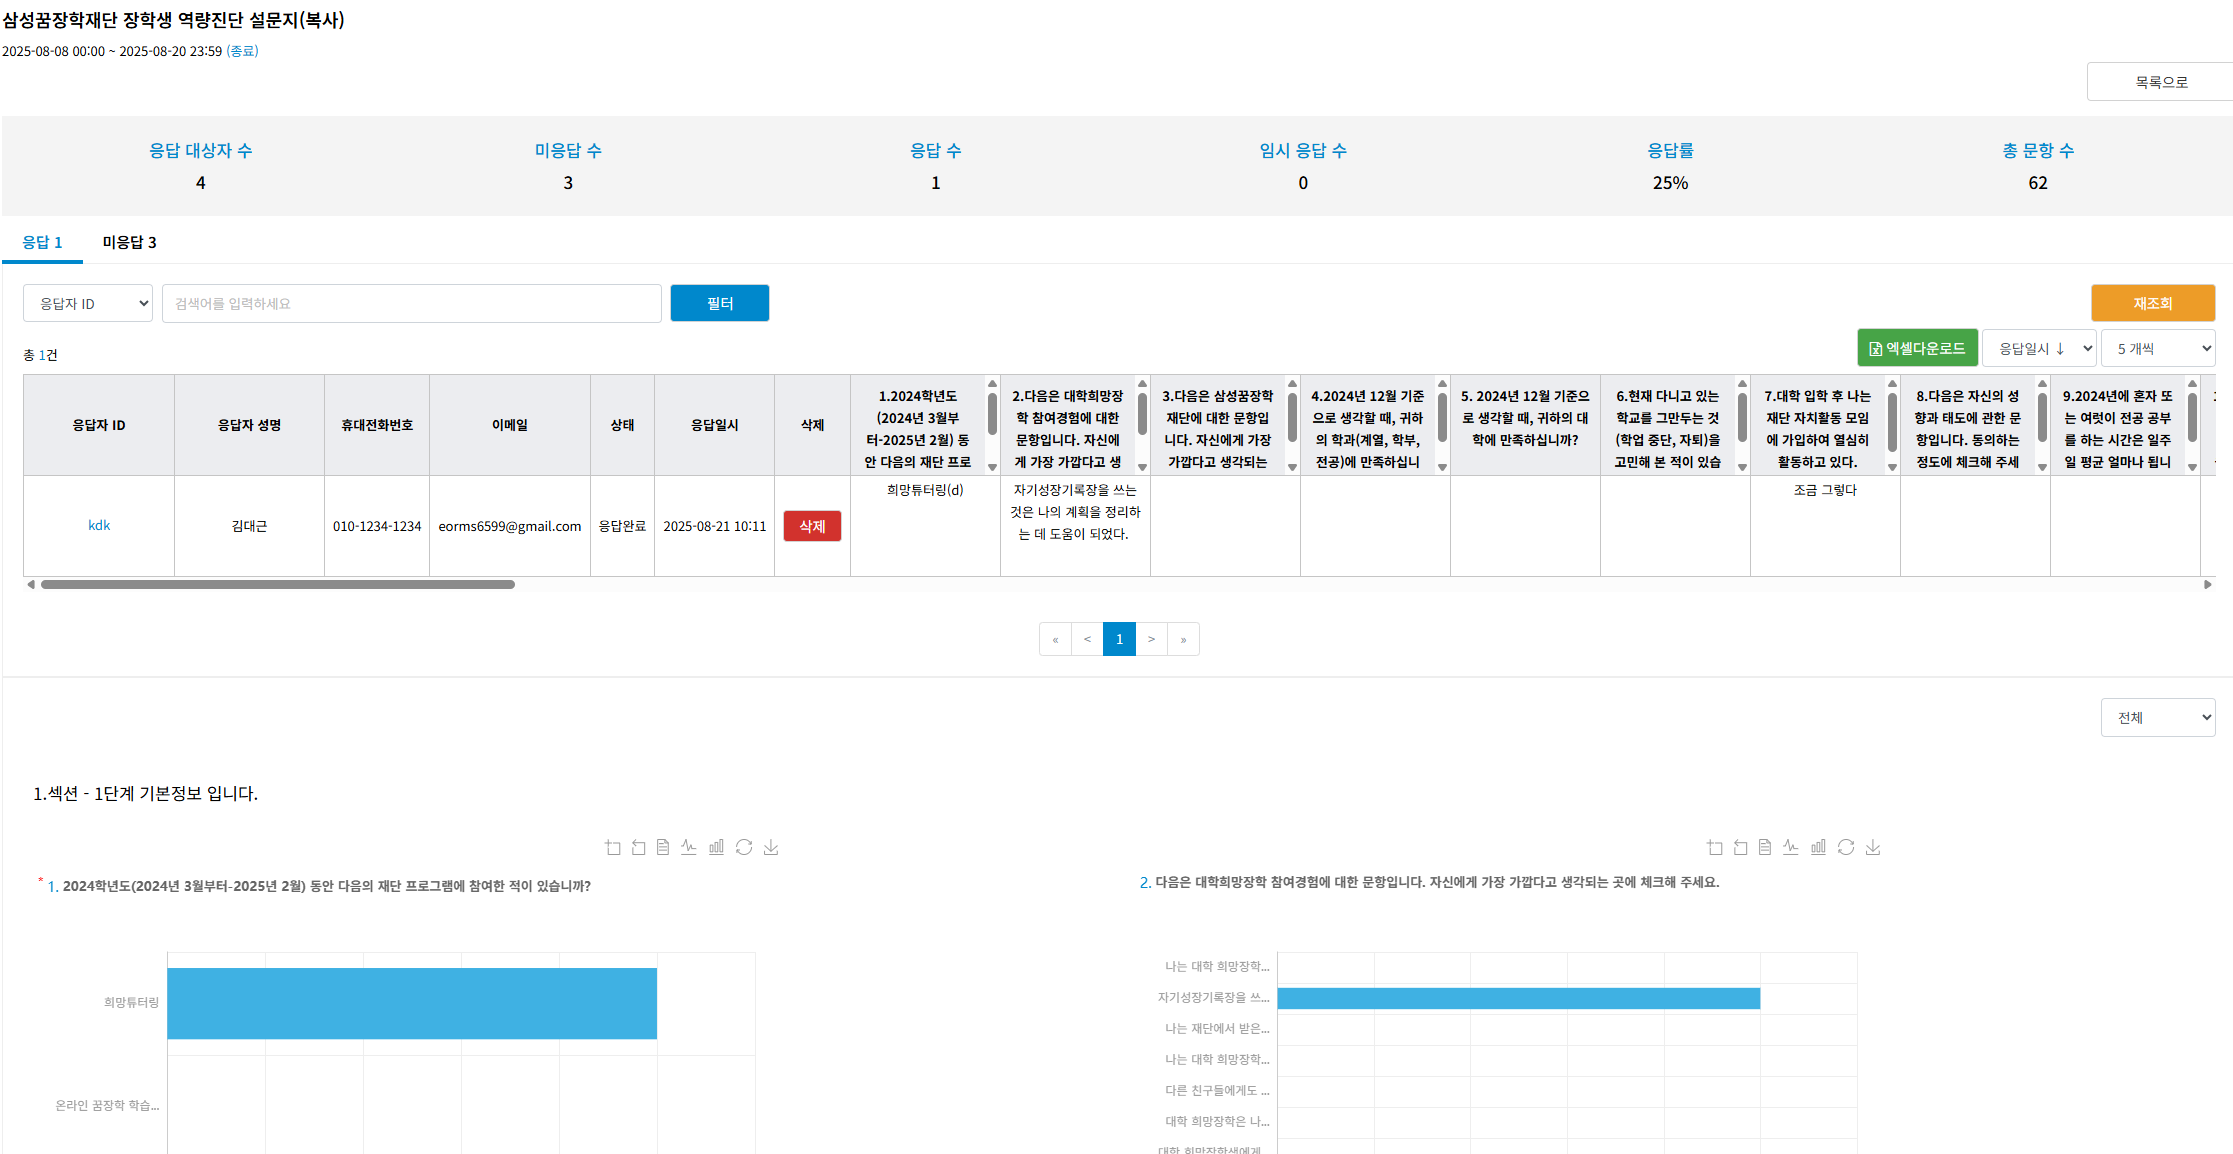 삼성꿈장학재단 장학생 역량진단 설문지(복사)
2025-08-08 00:00 ~ 2025-08-20 23:59 (종료)
목록으로
응답 대상자 수
미응답 수
응답 수
임시 응답 수
응답률
총 문항 수
4
3
1
0
25%
62
응답 1
미응답 3
응답자 ID
검색어를 입력하세요
필터
재조회
총 1건
엑셀다운로드
응답일시 ↓
5 개씩
응답자 ID
응답자 성명
휴대전화번호
이메일
상태
응답일시
삭제
1.2024학년도
(2024년 3월부
터-2025년 2월) 동
안 다음의 재단 프로
2.다음은 대학희망장
학 참여경험에 대한
문항입니다. 자신에
게 가장 가깝다고 생
3.다음은 삼성꿈장학
재단에 대한 문항입
니다. 자신에게 가장
가깝다고 생각되는
4.2024년 12월 기준
으로 생각할 때, 귀하
의 학과(계열, 학부,
전공)에 만족하십니
5. 2024년 12월 기준으
로 생각할 때, 귀하의 대
학에 만족하십니까?
6.현재 다니고 있는
학교를 그만두는 것
(학업 중단, 자퇴)을
고민해 본 적이 있습
7.대학 입학 후 나는
재단 자치활동 모임
에 가입하여 열심히
활동하고 있다.
8.다음은 자신의 성
향과 태도에 관한 문
항입니다. 동의하는
정도에 체크해 주세
9.2024년에 혼자 또
는 여럿이 전공 공부
를 하는 시간은 일주
일 평균 얼마나 됩니
kdk
김대근
010-1234-1234
eorms6599@gmail.com
응답완료
2025-08-21 10:11
삭제
희망튜터링(d)
자기성장기록장을 쓰는
것은 나의 계획을 정리하
는 데 도움이 되었다.
조금 그렇다
« < 1 > »
전체
1.섹션 - 1단계 기본정보 입니다.
* 1. 2024학년도(2024년 3월부터-2025년 2월) 동안 다음의 재단 프로그램에 참여한 적이 있습니까?
희망튜터링
온라인 꿈장학 학습...
2. 다음은 대학희망장학 참여경험에 대한 문항입니다. 자신에게 가장 가깝다고 생각되는 곳에 체크해 주세요.
나는 대학 희망장학...
자기성장기록장을 쓰...
나는 재단에서 받은...
나는 대학 희망장학...
다른 친구들에게도 ...
대학 희망장학은 나...
대학 희망장학생에게...